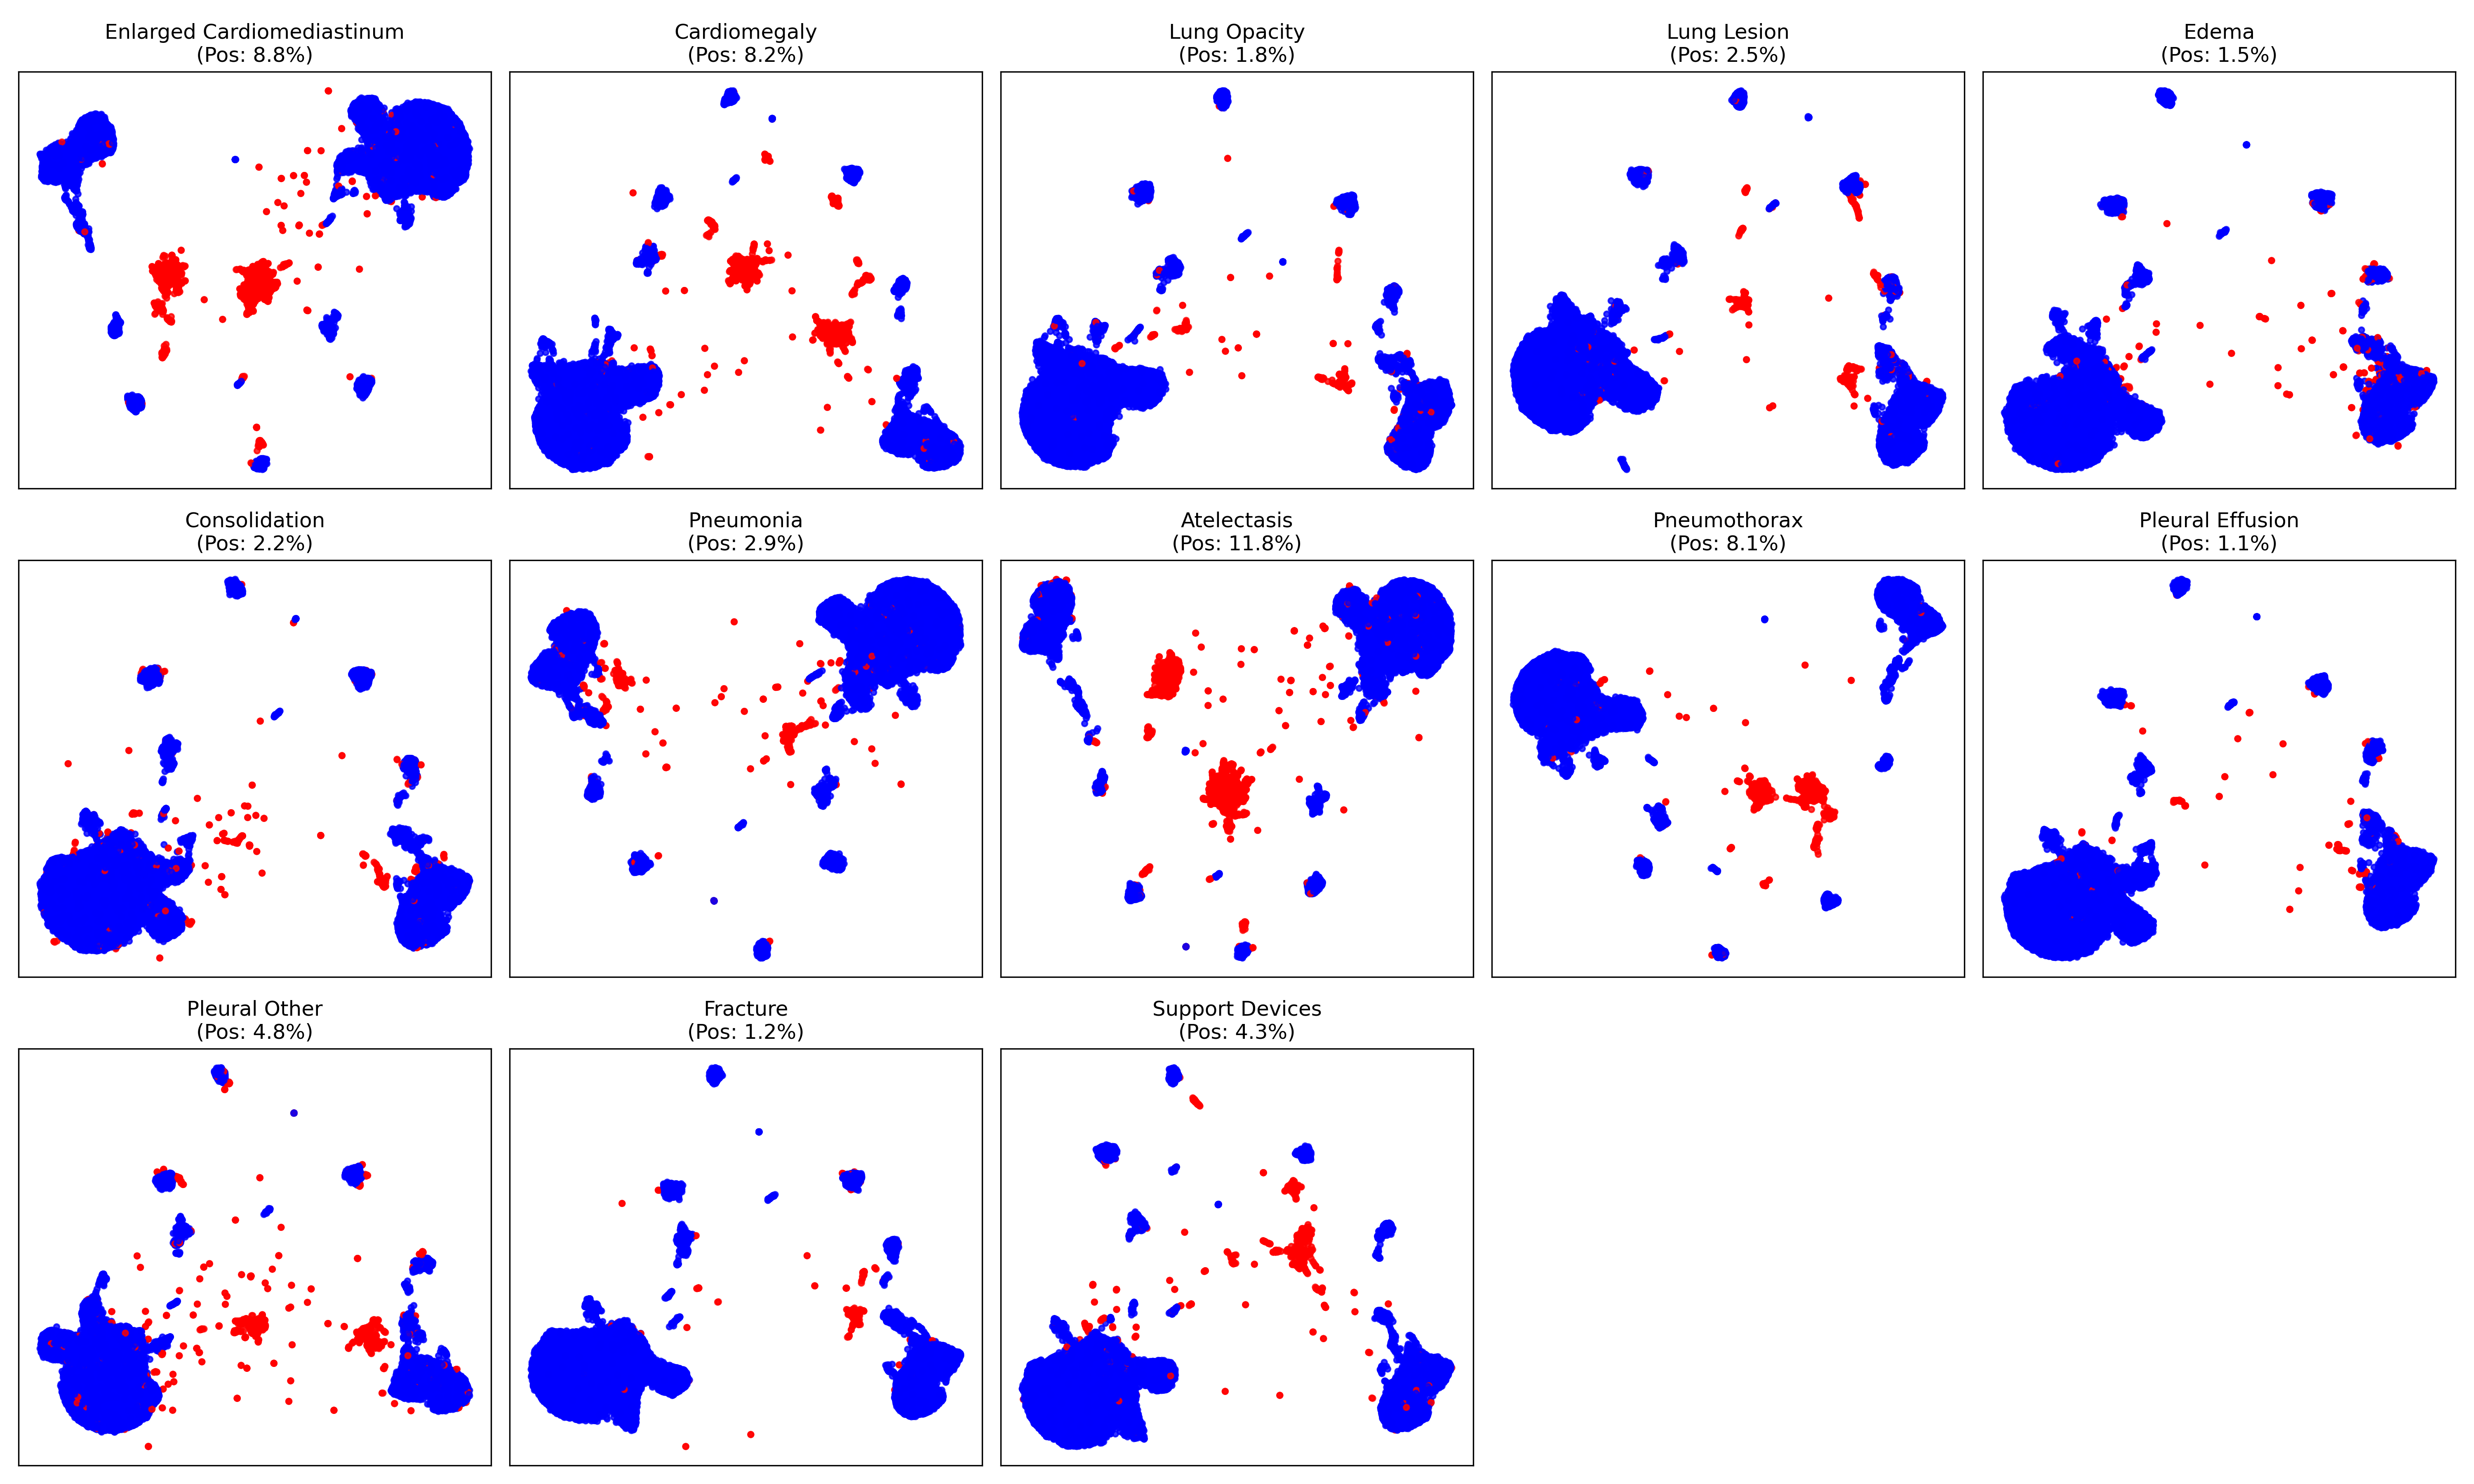 Enlarged Cardiomediastinum
(Pos: 8.8%)
Cardiomegaly
(Pos: 8.2%)
Lung Opacity
(Pos: 1.8%)
Lung Lesion
(Pos: 2.5%)
Edema
(Pos: 1.5%)
Consolidation
(Pos: 2.2%)
Pneumonia
(Pos: 2.9%)
Atelectasis
(Pos: 11.8%)
Pneumothorax
(Pos: 8.1%)
Pleural Effusion
(Pos: 1.1%)
Pleural Other
(Pos: 4.8%)
Fracture
(Pos: 1.2%)
Support Devices
(Pos: 4.3%)